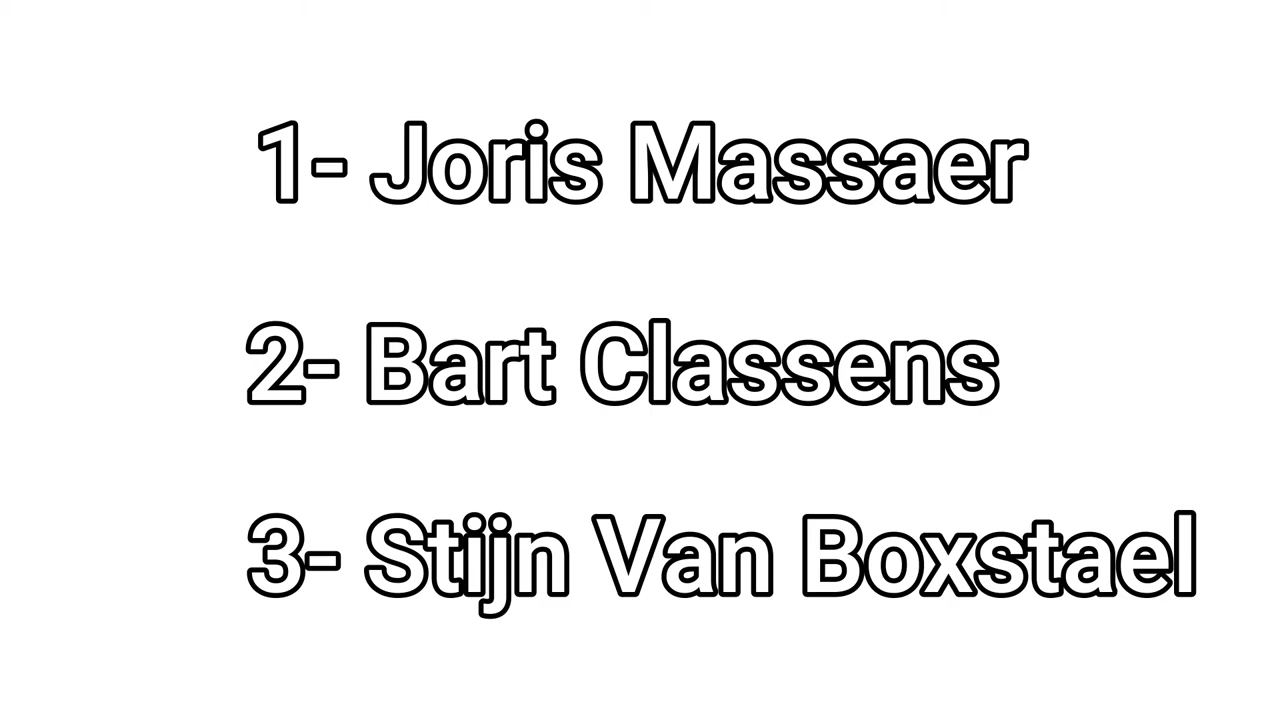 1- Joris Massaer
2- Bart Classens
3- Stijn Van Boxstael